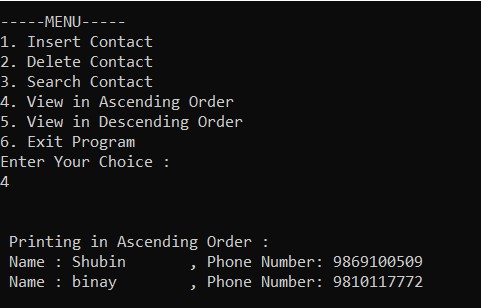 -----MENU-----
1. Insert Contact
2. Delete Contact
3. Search Contact
4. View in Ascending Order
5. View in Descending Order
6. Exit Program
Enter Your Choice :
4
Printing in Ascending Order :
Name : Shubin       , Phone Number: 9869100509
Name : binay        , Phone Number: 9810117772